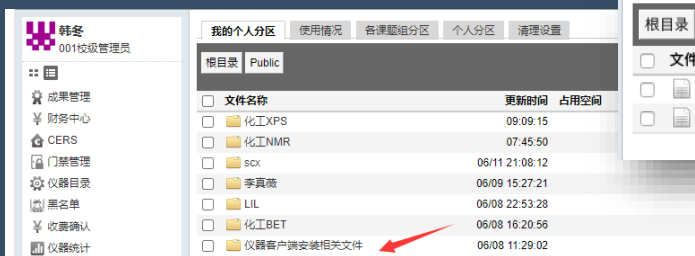 韩冬
001校级管理员
成果管理
财务中心
CERS
门禁管理
仪器目录
黑名单
收费确认
仪器统计
我的个人分区 使用情况 各课题组分区 个人分区 清理设置
根目录 Public
文件名称 更新时间 占用空间
化工XPS 09:09:15
化工NMR 07:45:50
scx 06/11 21:08:12
李真薇 06/09 15:27:21
LIL 06/08 22:53:28
化工BET 06/08 16:20:56
仪器客户端安装相关文件 06/08 11:29:02
根目录
文件